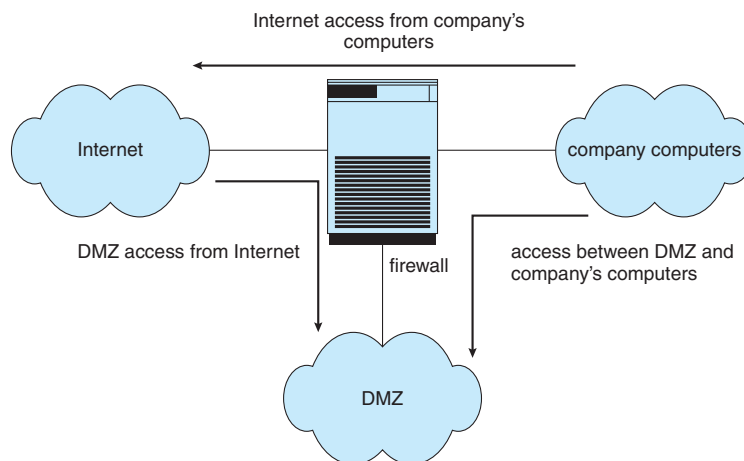 Internet access from company's
computers
Internet
company computers
DMZ access from Internet
firewall
access between DMZ and
company's computers
DMZ